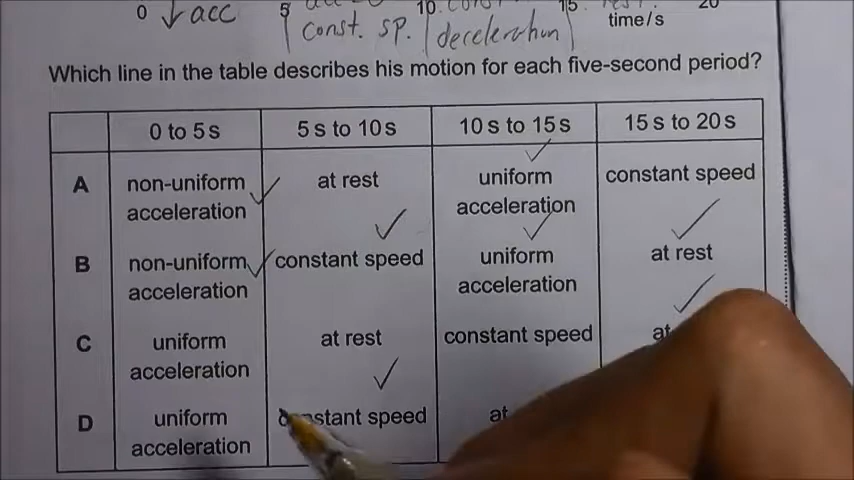 0 ↓ acc 5 10 15 20
const. sp. deceleration time/s
Which line in the table describes his motion for each five-second period?
0 to 5 s 5 s to 10 s 10 s to 15 s 15 s to 20 s
A non-uniform acceleration at rest uniform acceleration constant speed
B non-uniform acceleration constant speed uniform acceleration at rest
C uniform acceleration at rest constant speed at
D uniform acceleration constant speed at